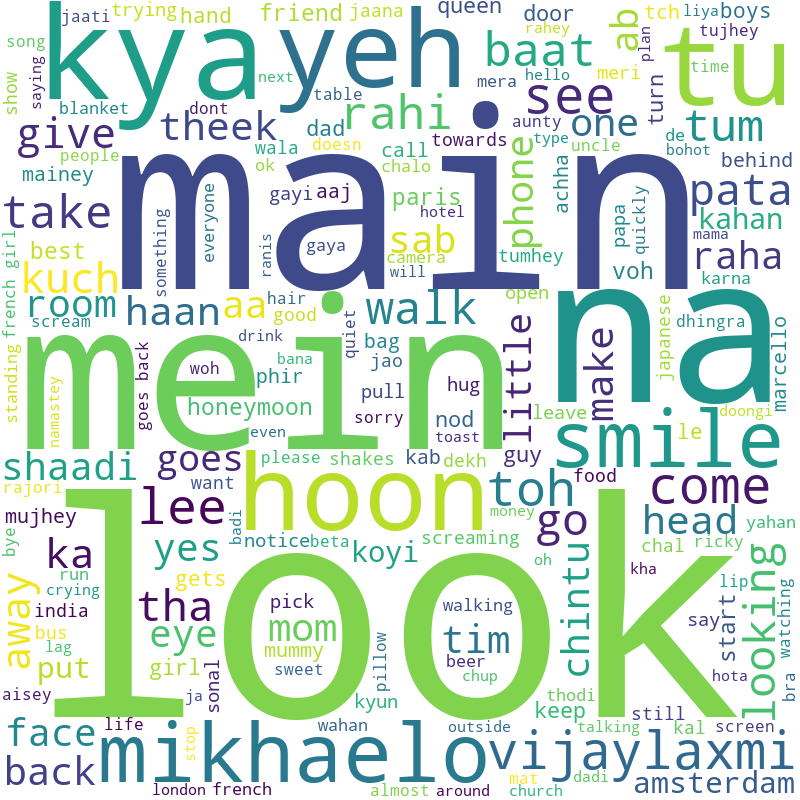 jaati
trying
hand
friend
jaana
queen
rahey
door
tch
liya
boys
song
kya
yeh
baat
ab
tujhey
tu
show
saying
next
mera
hello
meri
plan
time
blanket
dont
table
rahi
see
turn
give
theek
dad
doesn
towards
aunty
type
one
tum
de
bohot
people
wala
call
uncle
mainey
ok
chalo
phone
achha
behind
main
gayi
aaj
paris
pata
take
hotel
papa
quickly
kahan
best
something
everyone
ranis
gaya
camera
sab
tumhey
voh
mama
raha
kuch
will
karna
french girl
room
haan
aa
hair
good
walk
open
na
scream
drink
quiet
bag
little
make
japanese
dhingra
marcello
standing
mein
goes back
woh
bana
phir
jao
hug
namastey
honeymoon
pull
sorry
nod
leave
le
doongi
even
toast
smile
shaadi
goes
please
shakes
kab
dekh
guy
rajori
want
hoon
toh
food
come
bye
mujhey
lee
badi
money
go
head
yahan
ka
yes
notice
beta
koyi
screaming
oh
chal
ricky
run
gets
look
kha
lip
crying
india
tha
pick
walking
chintu
looking
watching
away
bus
eye
mom
tim
say
start
lag
mummy
beer
hota
bra
put
girl
sonal
sweet
pillow
chup
aisey
ja
kyun
thodi
keep
still
life
wahan
outside
kal
screen
face
stop
mikhaelo
talking
vijaylaxmi
back
mat
dadi
amsterdam
london
french
almost
around
church